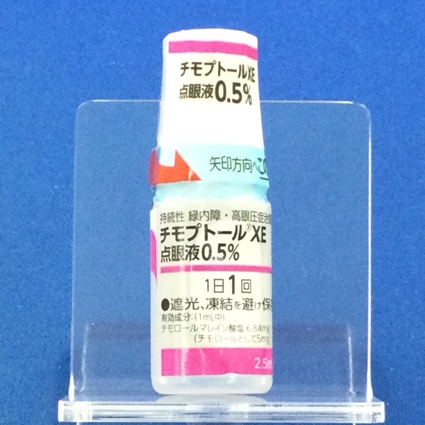 チモプトールXE
点眼液0.5%
矢印方向へ
持続性 緑内障・高眼圧症
チモプトール®XE
点眼液0.5%
1日1回
●遮光、凍結を避け保
有効成分:(1mL中)
チモロールマレイン酸塩 6.84mg
(チモロールとして5mg
2.5m